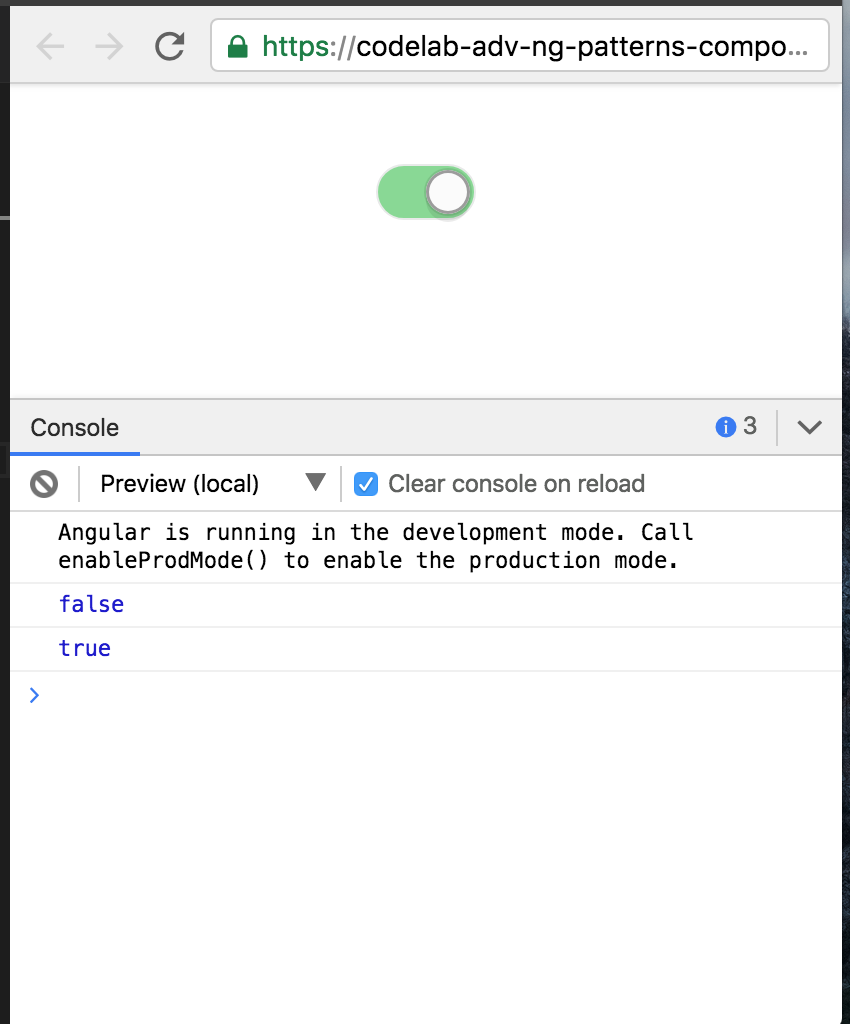 https://codelab-adv-ng-patterns-compo...
Console
3
Preview (local)
Clear console on reload
Angular is running in the development mode. Call
enableProdMode() to enable the production mode.
false
true